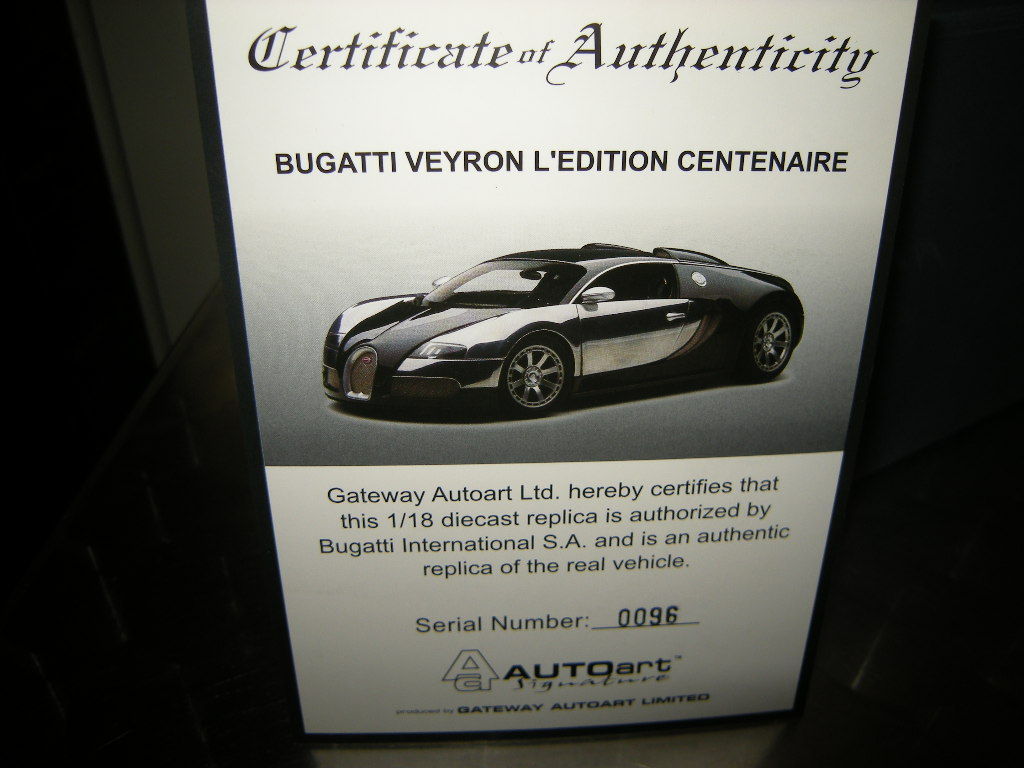 Certificate of Authenticity
BUGATTI VEYRON L'EDITION CENTENAIRE
Gateway Autoart Ltd. hereby certifies that
this 1/18 diecast replica is authorized by
Bugatti International S.A. and is an authentic
replica of the real vehicle.
Serial Number: 0096
AUTOart™
Signature
produced by GATEWAY AUTOART LIMITED